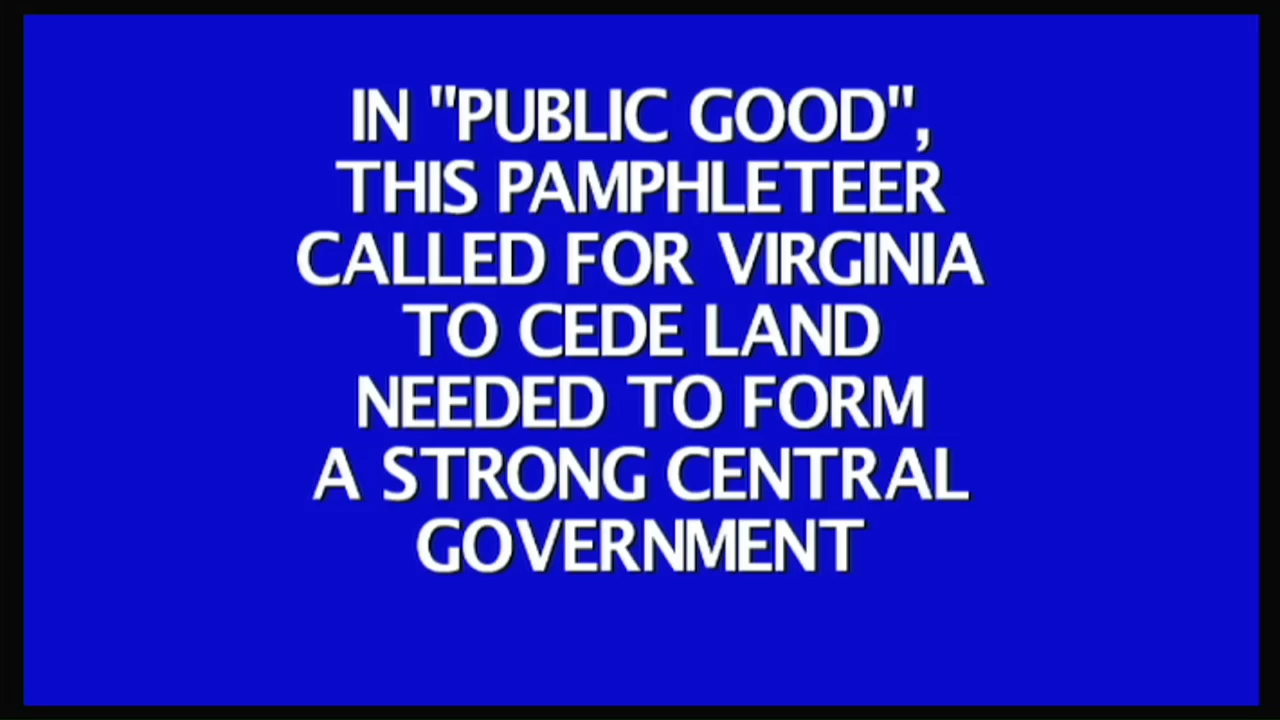 IN "PUBLIC GOOD",
THIS PAMPHLETEER
CALLED FOR VIRGINIA
TO CEDE LAND
NEEDED TO FORM
A STRONG CENTRAL
GOVERNMENT